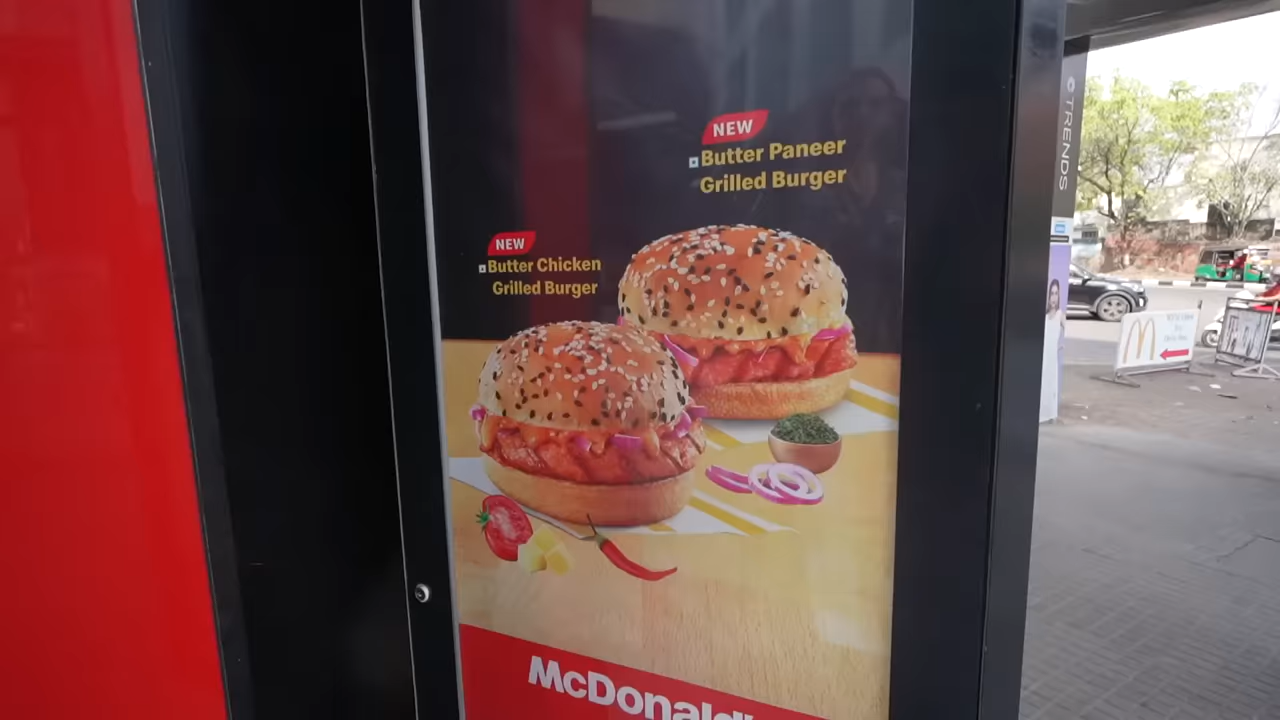 NEW
Butter Paneer
Grilled Burger
NEW
Butter Chicken
Grilled Burger
McDonald'
TRENDS